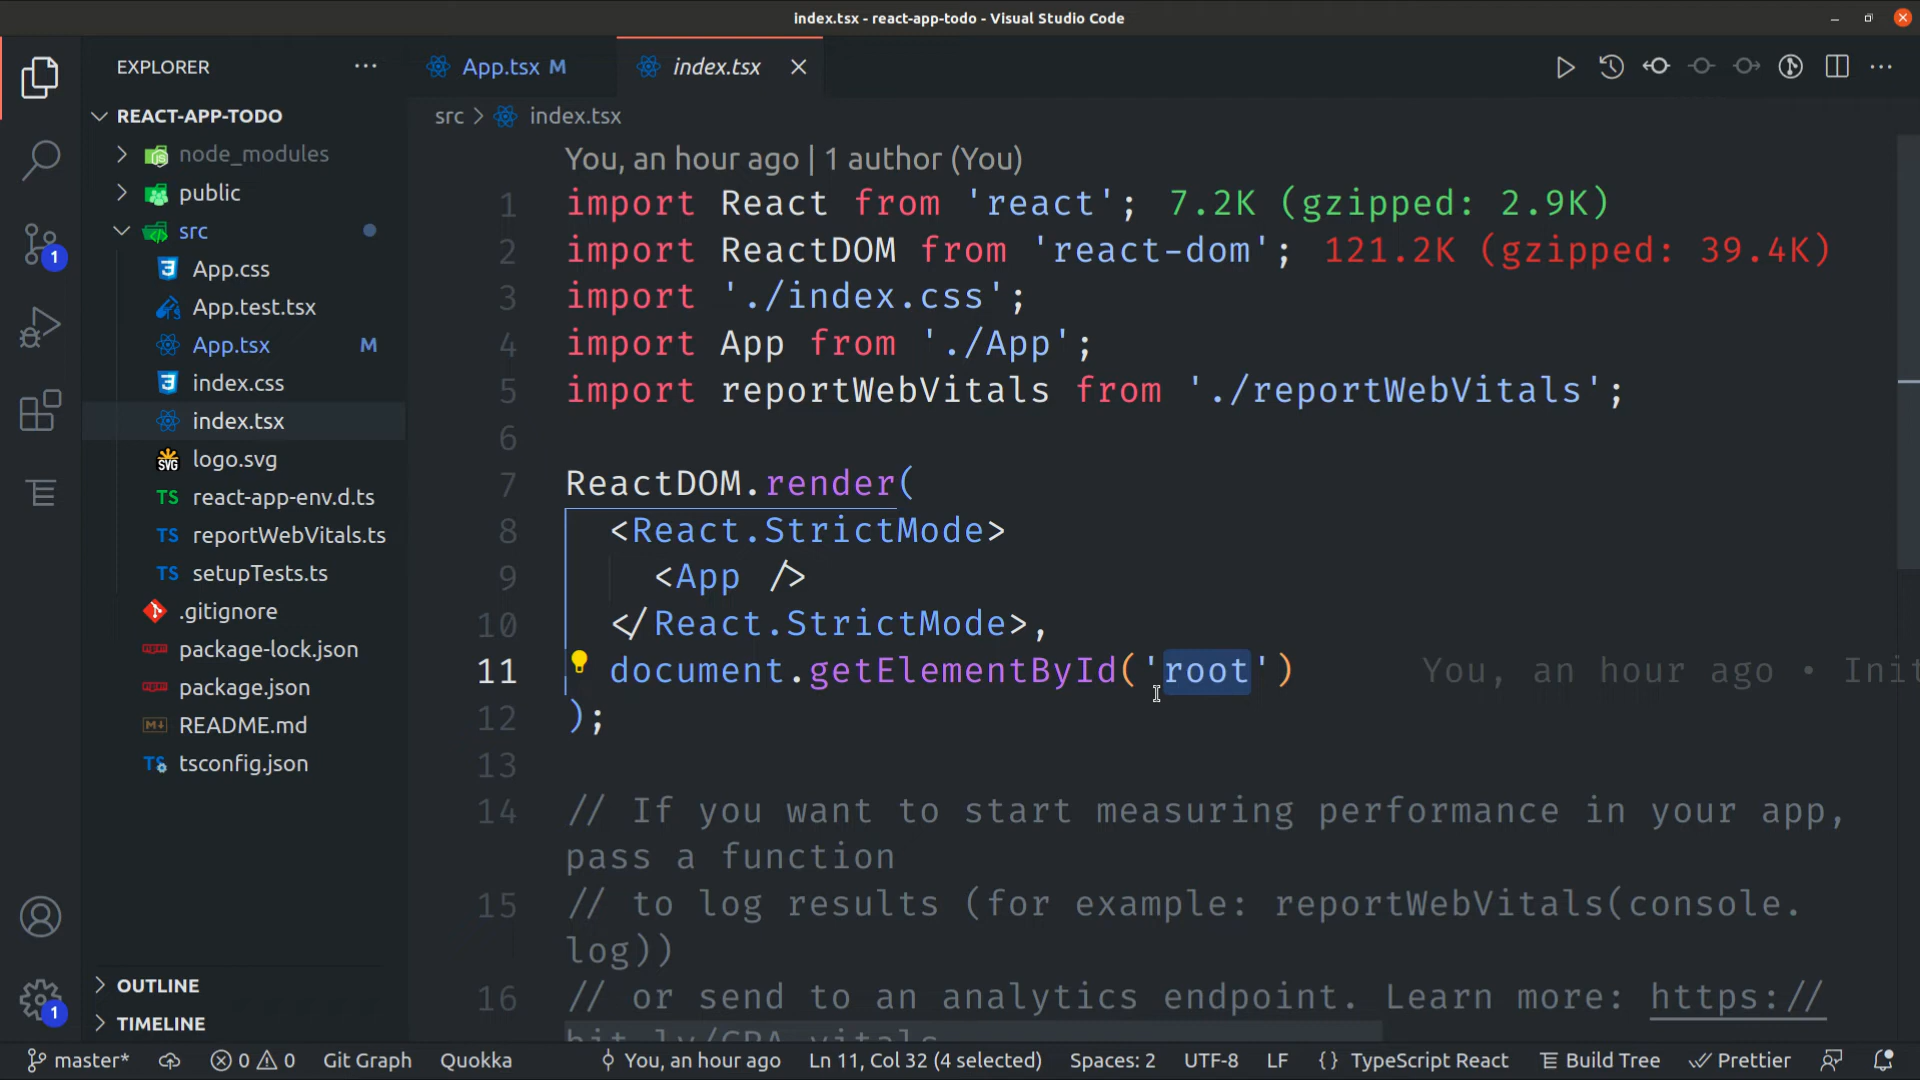 index.tsx - react-app-todo - Visual Studio Code
EXPLORER
REACT-APP-TODO
node_modules
public
src
App.css
App.test.tsx
App.tsx M
index.css
index.tsx
logo.svg
react-app-env.d.ts
reportWebVitals.ts
setupTests.ts
.gitignore
package-lock.json
package.json
README.md
tsconfig.json
OUTLINE
TIMELINE
1
1
App.tsx M
index.tsx
src > index.tsx
You, an hour ago | 1 author (You)
1 import React from 'react'; 7.2K (gzipped: 2.9K)
2 import ReactDOM from 'react-dom'; 121.2K (gzipped: 39.4K)
3 import './index.css';
4 import App from './App';
5 import reportWebVitals from './reportWebVitals';
6
7 ReactDOM.render(
8 <React.StrictMode>
9 <App />
10 </React.StrictMode>,
11 document.getElementById('root') You, an hour ago • Init
12 );
13
14 // If you want to start measuring performance in your app,
pass a function
15 // to log results (for example: reportWebVitals(console.
log))
16 // or send to an analytics endpoint. Learn more: https://
master* 0 0 Git Graph Quokka You, an hour ago Ln 11, Col 32 (4 selected) Spaces: 2 UTF-8 LF {} TypeScript React Build Tree Prettier